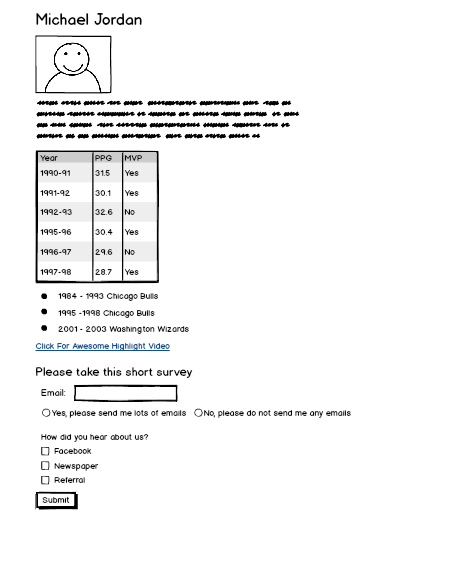 Michael Jordan
Year PPG MVP
1990-91 31.5 Yes
1991-92 30.1 Yes
1992-93 32.6 No
1995-96 30.4 Yes
1996-97 29.6 No
1997-98 28.7 Yes
1984 - 1993 Chicago Bulls
1995 -1998 Chicago Bulls
2001 - 2003 Washington Wizards
Click For Awesome Highlight Video
Please take this short survey
Email:
Yes, please send me lots of emails No, please do not send me any emails
How did you hear about us?
Facebook
Newspaper
Referral
Submit